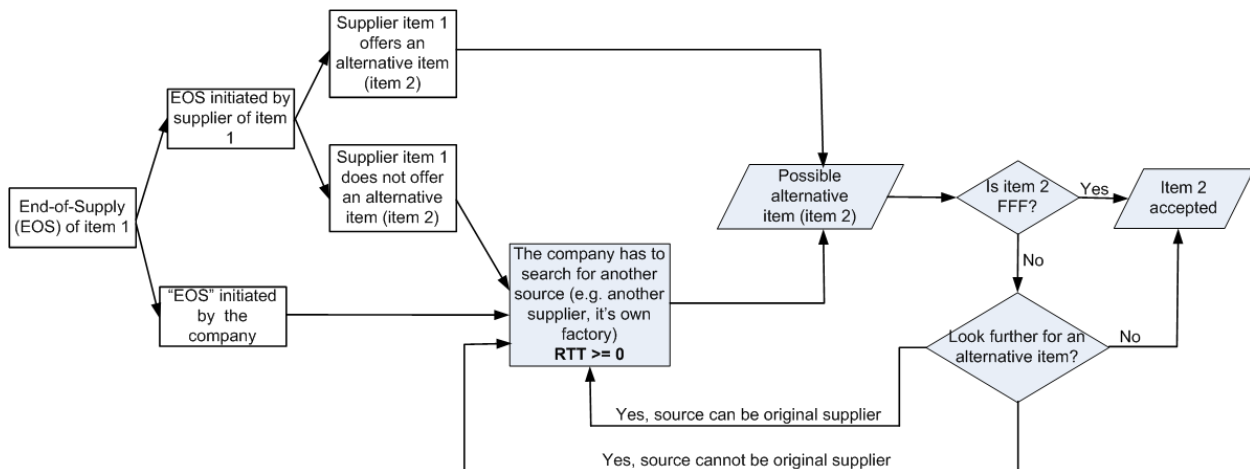 Supplier item 1
offers an
alternative item
(item 2)
EOS initiated by
supplier of item
1
Supplier item 1
does not offer
an alternative
item (item 2)
End-of-Supply
(EOS) of item 1
“EOS” initiated
by the
company
The company has to
search for another
source (e.g. another
supplier, it’s own
factory)
RTT >= 0
Possible
alternative
item (item 2)
Is item 2
FFF?
Yes
Item 2
accepted
No
Look further for an
alternative item?
No
Yes, source can be original supplier
Yes, source cannot be original supplier